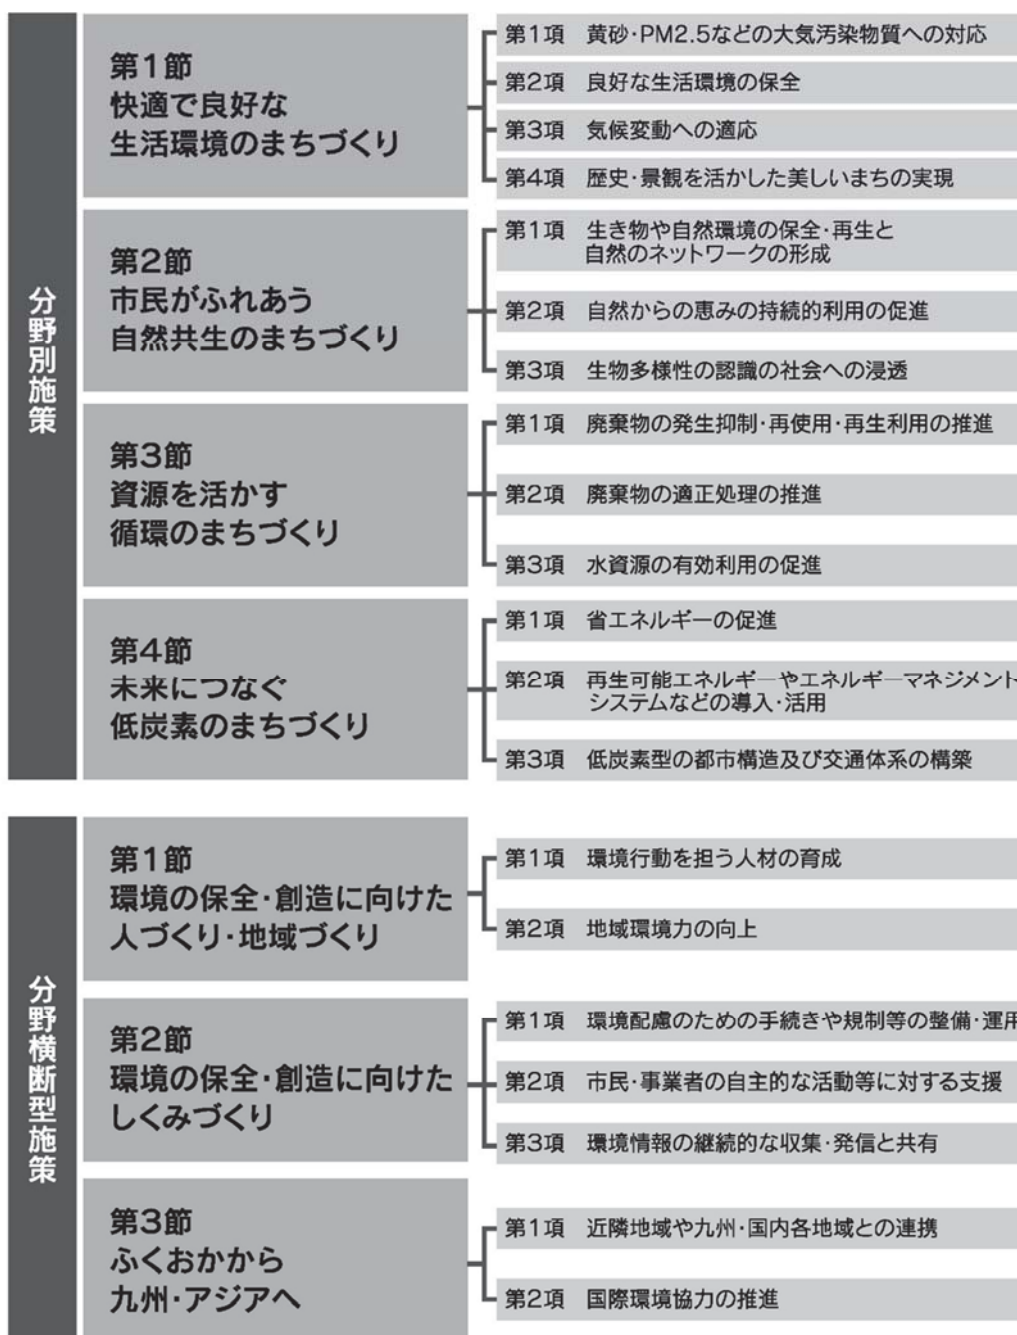 分野別施策
第1節
快適で良好な
生活環境のまちづくり
第1項 黄砂・PM2.5などの大気汚染物質への対応
第2項 良好な生活環境の保全
第3項 気候変動への適応
第4項 歴史・景観を活かした美しいまちの実現
第2節
市民がふれあう
自然共生のまちづくり
第1項 生き物や自然環境の保全・再生と
自然のネットワークの形成
第2項 自然からの恵みの持続的利用の促進
第3項 生物多様性の認識の社会への浸透
第3節
資源を活かす
循環のまちづくり
第1項 廃棄物の発生抑制・再使用・再生利用の推進
第2項 廃棄物の適正処理の推進
第3項 水資源の有効利用の促進
第4節
未来につなぐ
低炭素のまちづくり
第1項 省エネルギーの促進
第2項 再生可能エネルギーやエネルギーマネジメント
システムなどの導入・活用
第3項 低炭素型の都市構造及び交通体系の構築
分野横断型施策
第1節
環境の保全・創造に向けた
人づくり・地域づくり
第1項 環境行動を担う人材の育成
第2項 地域環境力の向上
第2節
環境の保全・創造に向けた
しくみづくり
第1項 環境配慮のための手続きや規制等の整備・運用
第2項 市民・事業者の自主的な活動等に対する支援
第3項 環境情報の継続的な収集・発信と共有
第3節
ふくおかから
九州・アジアへ
第1項 近隣地域や九州・国内各地域との連携
第2項 国際環境協力の推進